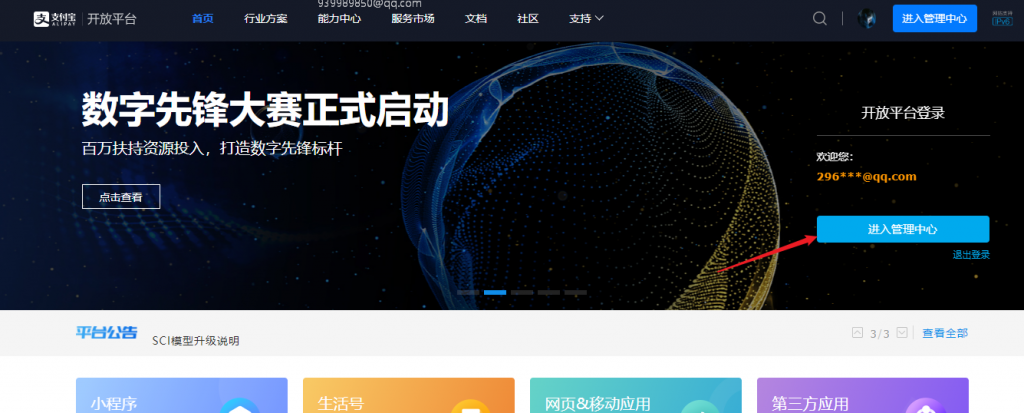 939989850@qq.com
支 支付宝 ALIPAY 开放平台 首页 行业方案 能力中心 服务市场 文档 社区 支持 进入管理中心 IPv6
数字先锋大赛正式启动
百万扶持资源投入，打造数字先锋标杆
点击查看
开放平台登录
欢迎您：
296***@qq.com
进入管理中心
退出登录
平台公告 SCI模型升级说明 3/3 查看全部
小程序 生活号 网页&移动应用 第三方应用